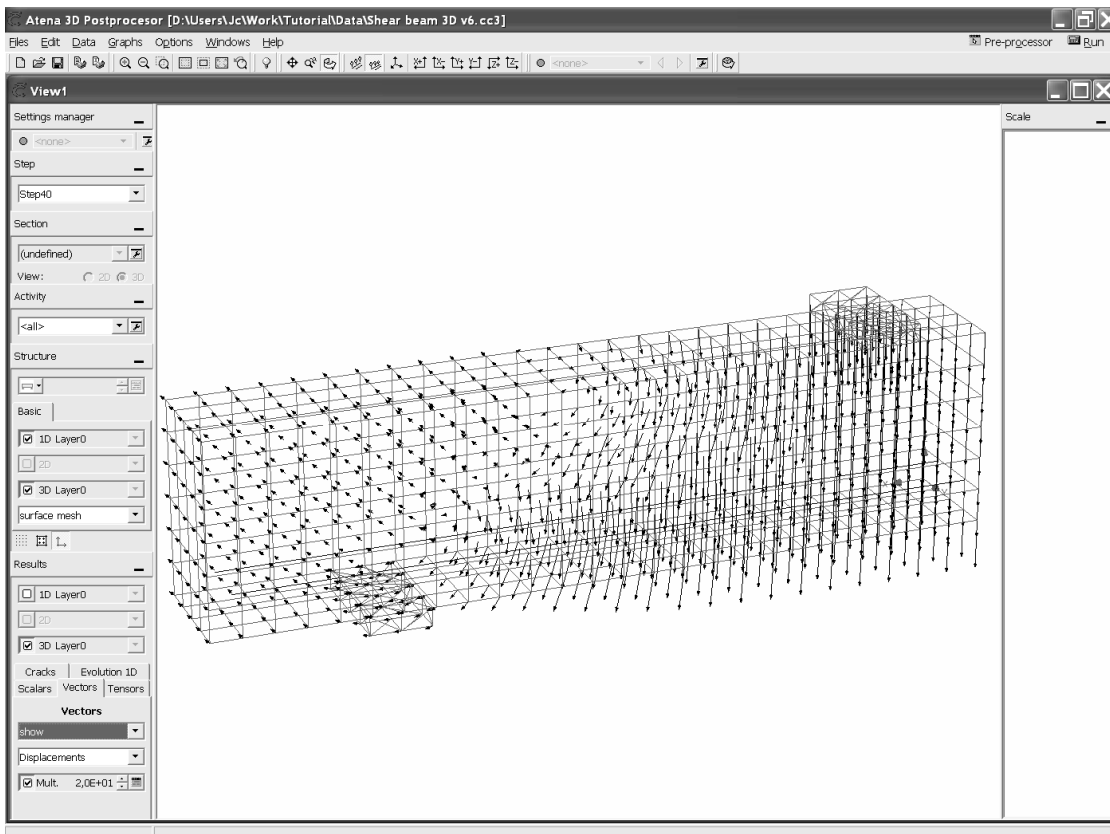 Atena 3D Postprocesor [D:\Users\Jc\Work\Tutorial\Data\Shear beam 3D v6.cc3]
Files Edit Data Graphs Options Windows Help Pre-processor Run
<none>
View1
Settings manager
<none>
Scale
Step
Step40
Section
(undefined)
View: 2D 3D
Activity
<all>
Structure
Basic
1D Layer0
2D
3D Layer0
surface mesh
Results
1D Layer0
2D
3D Layer0
Cracks Evolution 1D
Scalars Vectors Tensors
Vectors
show
Displacements
Mult. 2,0E+01